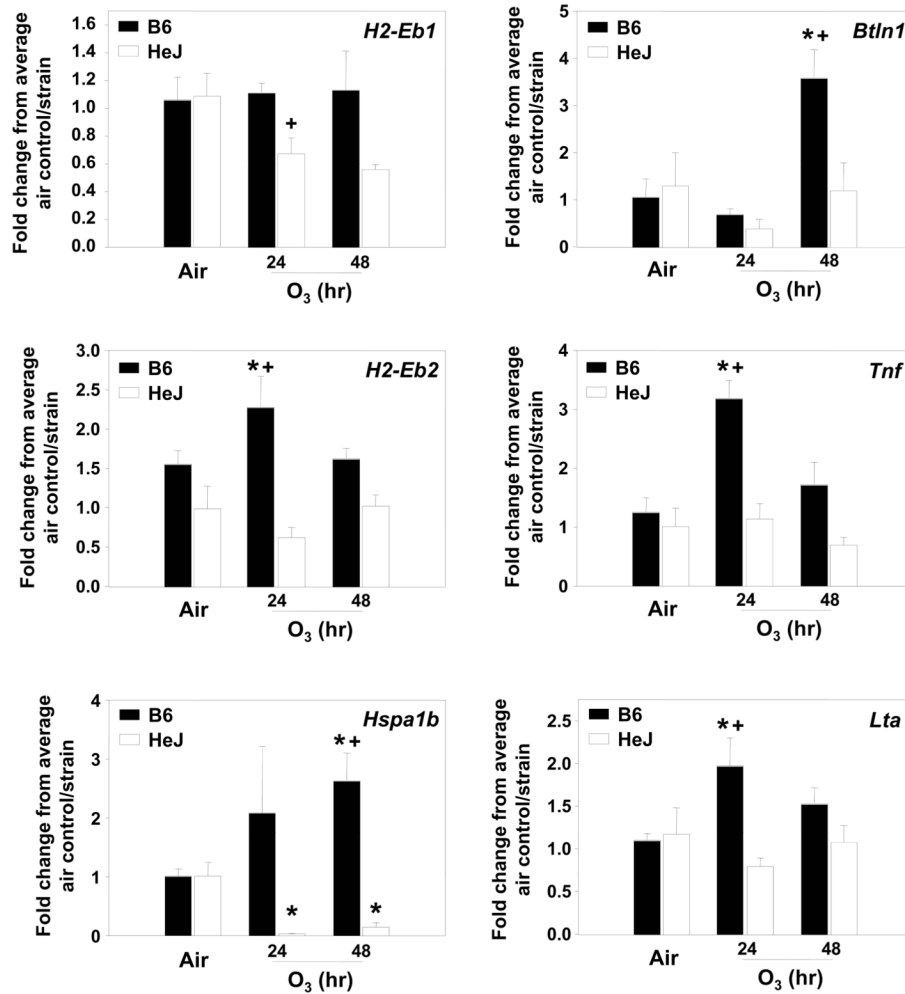 Fold change from average
air control/strain
1.6
1.4
1.2
1.0
0.8
0.6
0.4
0.2
0.0
B6
HeJ
H2-Eb1
+
Air
24
48
O3 (hr)
Fold change from average
air control/strain
5
4
3
2
1
0
B6
HeJ
Btln1
*+
Air
24
48
O3 (hr)
Fold change from average
air control/strain
3.0
2.5
2.0
1.5
1.0
0.5
0.0
B6
HeJ
H2-Eb2
*+
Air
24
48
O3 (hr)
Fold change from average
air control/strain
4
3
2
1
0
B6
HeJ
Tnf
*+
Air
24
48
O3 (hr)
Fold change from average
air control/strain
4
3
2
1
0
B6
HeJ
Hspa1b
*+
*
*
Air
24
48
O3 (hr)
Fold change from average
air control/strain
2.5
2.0
1.5
1.0
0.5
0.0
B6
HeJ
Lta
*+
Air
24
48
O3 (hr)